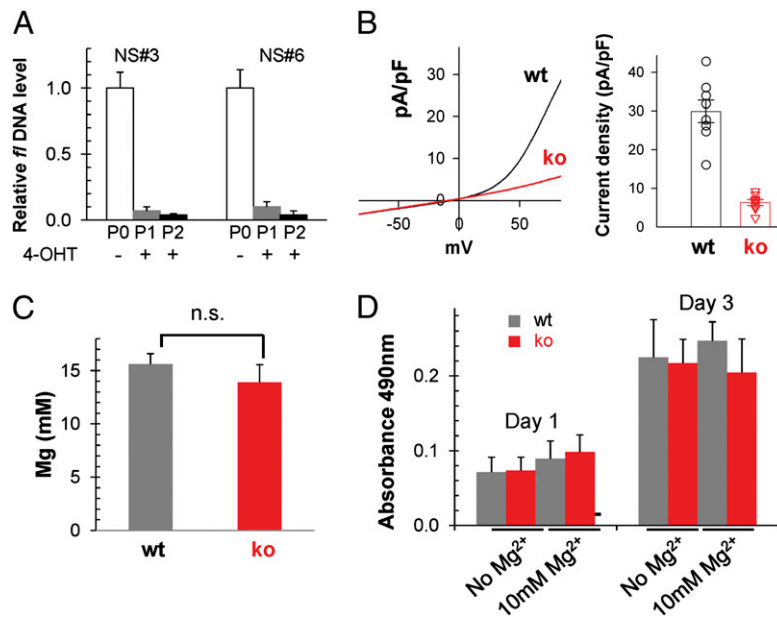 A
NS#3 NS#6
Relative fl DNA level
1.0
0.5
0.0
P0 P1 P2 P0 P1 P2
4-OHT - + + - + +
B
pA/pF
30
20
10
0
-50 0 50
mV
wt
ko
Current density (pA/pF)
40
30
20
10
0
wt ko
C
n.s.
Mg (mM)
15
10
5
0
wt ko
D
wt
ko
Day 1
Day 3
Absorbance 490nm
0.2
0.1
0.0
No Mg²⁺
10mM Mg²⁺
No Mg²⁺
10mM Mg²⁺